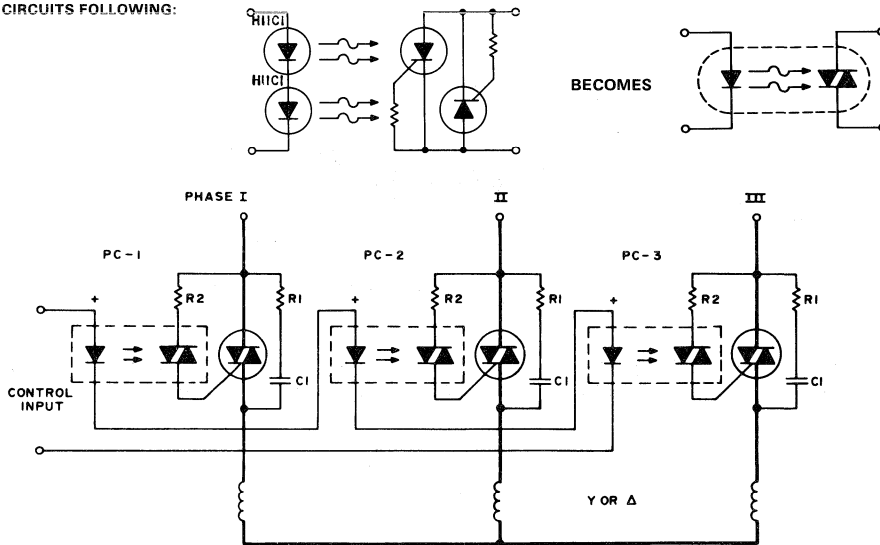 CIRCUITS FOLLOWING:
H11C1
H11C1
BECOMES
PHASE I
II
III
PC-1
PC-2
PC-3
+
R2
R1
+
R2
R1
+
R2
R1
C1
C1
C1
CONTROL
INPUT
Y OR Δ